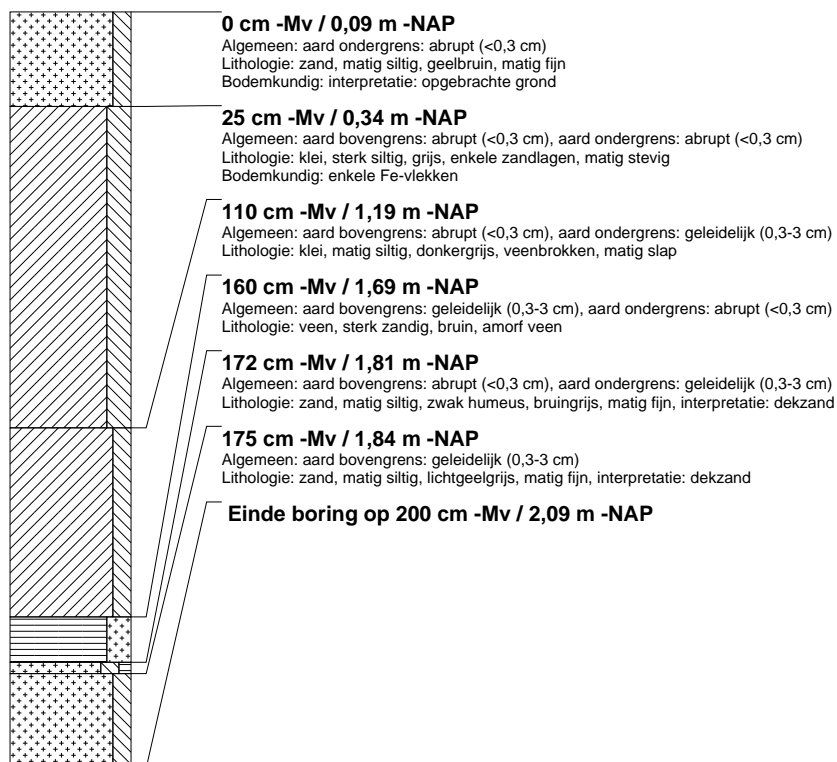 0 cm -Mv / 0,09 m -NAP
Algemeen: aard ondergrens: abrupt (<0,3 cm)
Lithologie: zand, matig siltig, geelbruin, matig fijn
Bodemkundig: interpretatie: opgebrachte grond
25 cm -Mv / 0,34 m -NAP
Algemeen: aard bovengrens: abrupt (<0,3 cm), aard ondergrens: abrupt (<0,3 cm)
Lithologie: klei, sterk siltig, grijs, enkele zandlagen, matig stevig
Bodemkundig: enkele Fe-vlekken
110 cm -Mv / 1,19 m -NAP
Algemeen: aard bovengrens: abrupt (<0,3 cm), aard ondergrens: geleidelijk (0,3-3 cm)
Lithologie: klei, matig siltig, donkergrijs, veenbrokken, matig slap
160 cm -Mv / 1,69 m -NAP
Algemeen: aard bovengrens: geleidelijk (0,3-3 cm), aard ondergrens: abrupt (<0,3 cm)
Lithologie: veen, sterk zandig, bruin, amorf veen
172 cm -Mv / 1,81 m -NAP
Algemeen: aard bovengrens: abrupt (<0,3 cm), aard ondergrens: geleidelijk (0,3-3 cm)
Lithologie: zand, matig siltig, zwak humeus, bruingrijs, matig fijn, interpretatie: dekzand
175 cm -Mv / 1,84 m -NAP
Algemeen: aard bovengrens: geleidelijk (0,3-3 cm)
Lithologie: zand, matig siltig, lichtgeelgrijs, matig fijn, interpretatie: dekzand
Einde boring op 200 cm -Mv / 2,09 m -NAP